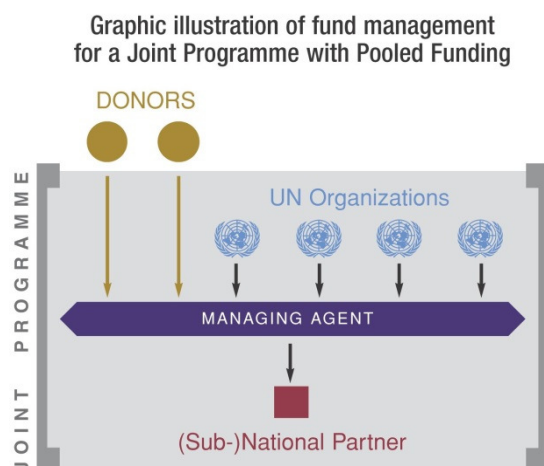 Graphic illustration of fund management
for a Joint Programme with Pooled Funding
DONORS
JOINT PROGRAMME
UN Organizations
MANAGING AGENT
(Sub-)National Partner